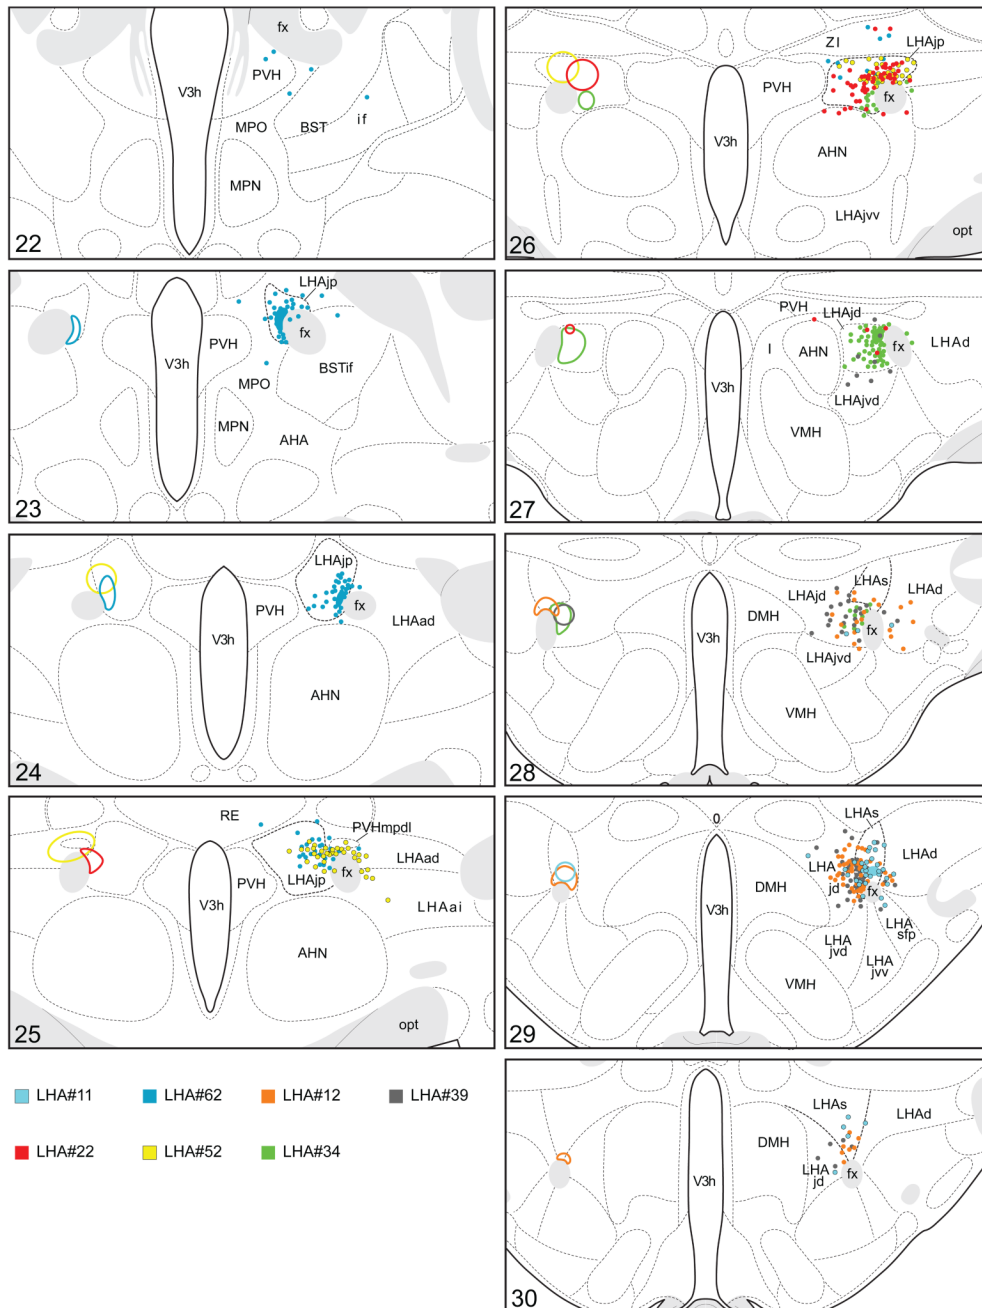 fx
PVH
V3h
MPO
BST
if
MPN
22
LHAjp
PVH
fx
V3h
BSTif
MPO
MPN
AHA
23
LHAjp
PVH
fx
LHAad
V3h
AHN
24
RE
PVHmpdl
LHAad
PVH
LHAjp
fx
V3h
LHAai
AHN
opt
25
ZI
LHAjp
PVH
fx
V3h
AHN
LHAjvv
opt
26
PVH
LHAjd
I
AHN
fx
LHAd
V3h
LHAjvd
VMH
27
LHAs
LHAjd
LHAd
DMH
fx
V3h
LHAjvd
VMH
28
LHAs
LHA
jd
LHAd
DMH
fx
V3h
LHA
sfp
LHA
jvd
LHA
jvv
VMH
29
LHAs
LHAd
DMH
LHA
jd
fx
V3h
30
LHA#11 LHA#62 LHA#12 LHA#39
LHA#22 LHA#52 LHA#34